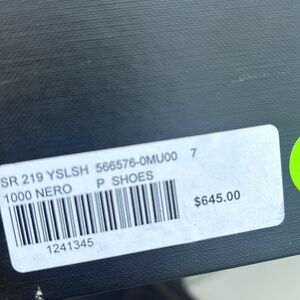 SR 219 YSLSH 566576-0MU00 7
1000 NERO P SHOES
$645.00
1241345